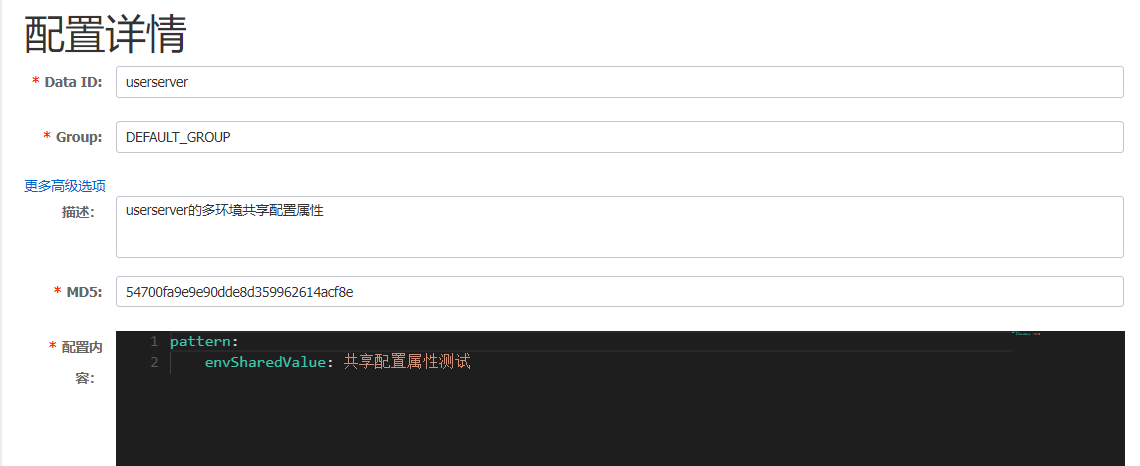 配置详情
* Data ID: userserver
* Group: DEFAULT_GROUP
更多高级选项
描述: userserver的多环境共享配置属性
* MD5: 54700fa9e9e90dde8d359962614acf8e
* 配置内
容:
1 pattern:
2 envSharedValue: 共享配置属性测试